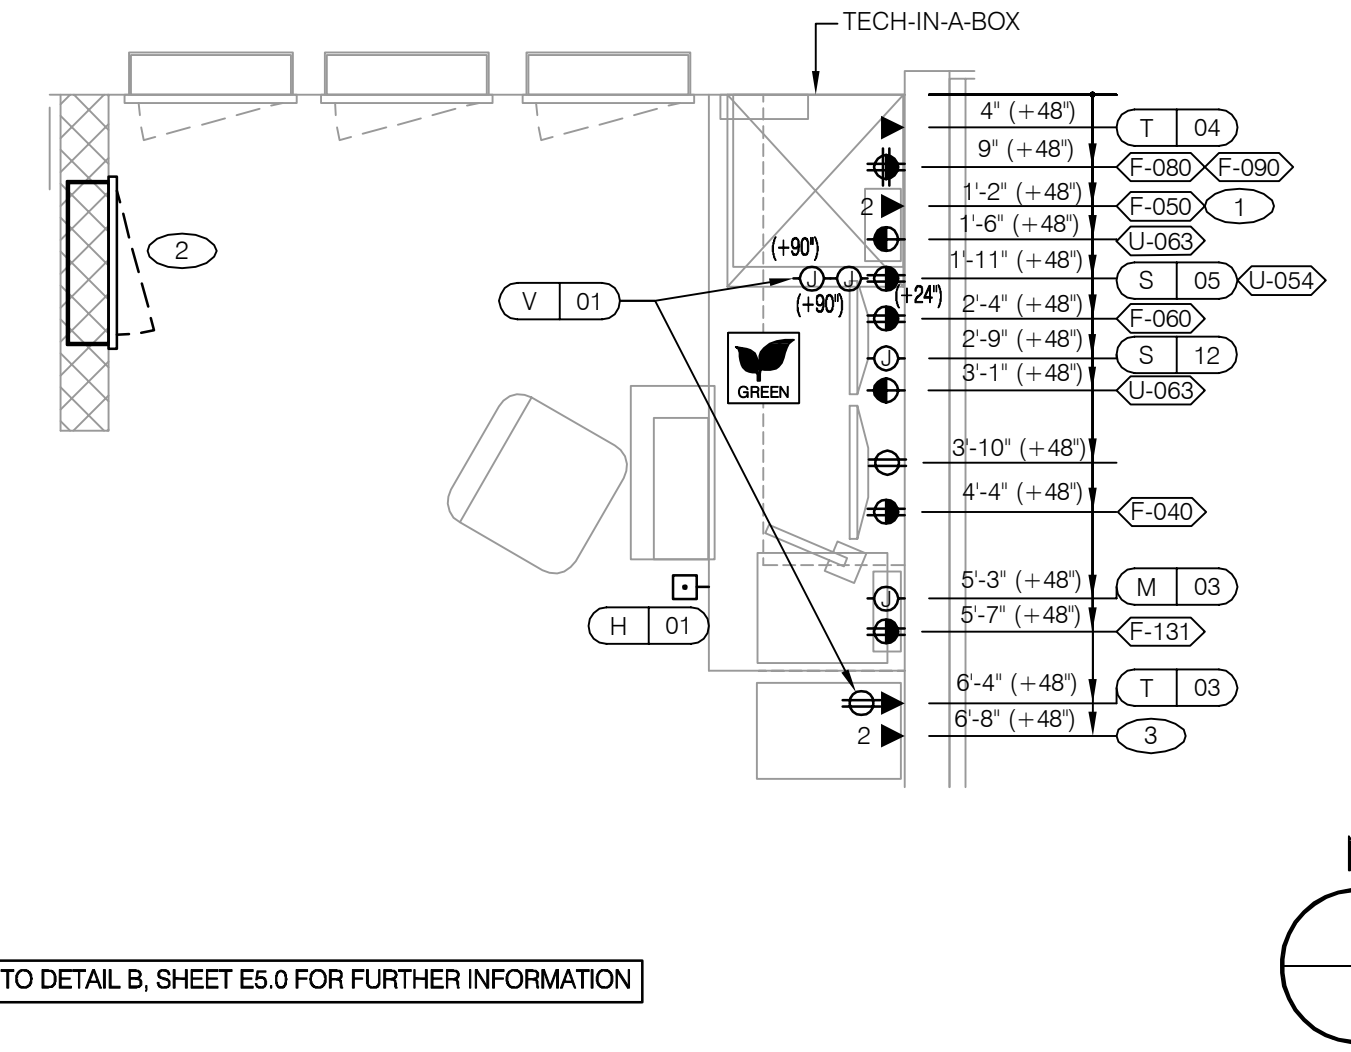 TECH-IN-A-BOX
4" (+48")
T 04
9" (+48")
F-080 F-090
1'-2" (+48")
2
F-050 1
1'-6" (+48")
U-063
2
(+90")
1'-11" (+48")
J J
S 05 U-054
V 01
(+90")
(+24")
2'-4" (+48")
F-060
2'-9" (+48")
J
S 12
GREEN
3'-1" (+48")
U-063
3'-10" (+48")
4'-4" (+48")
F-040
5'-3" (+48")
J
M 03
H 01
5'-7" (+48")
F-131
6'-4" (+48")
T 03
6'-8" (+48")
2
3
TO DETAIL B, SHEET E5.0 FOR FURTHER INFORMATION